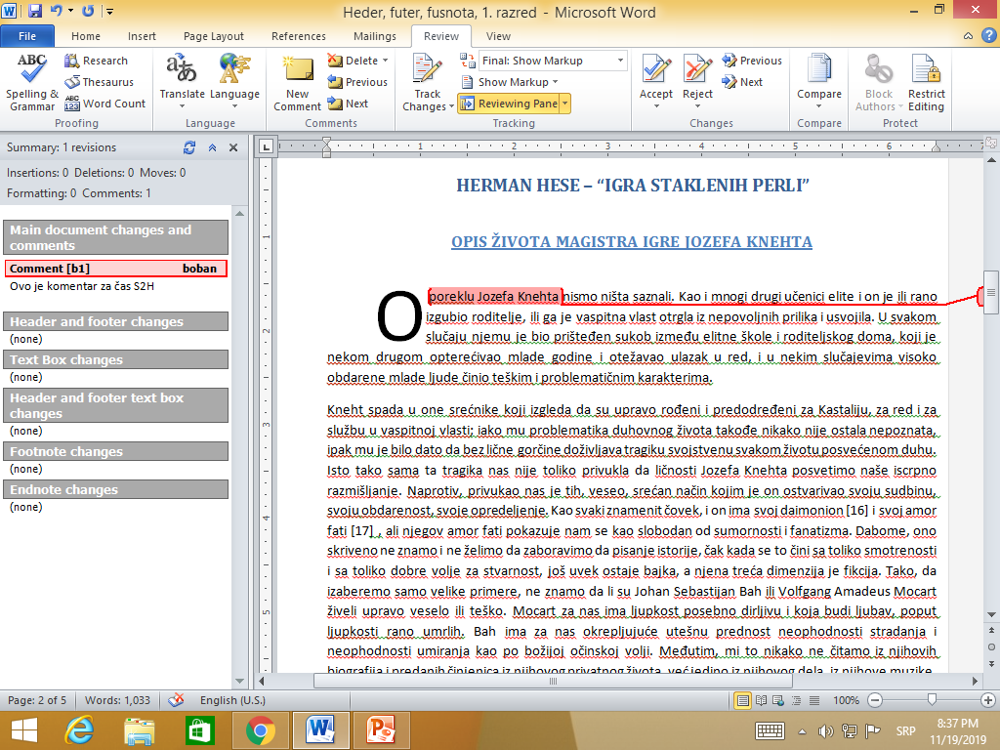 Heder, futer, fusnota, 1. razred - Microsoft Word
File Home Insert Page Layout References Mailings Review View
ABC Spelling & Grammar
Research
Thesaurus
ABC 123 Word Count
Proofing
Translate Language
Language
New Comment
Delete
Previous
Next
Comments
Track Changes
Final: Show Markup
Show Markup
Reviewing Pane
Tracking
Accept Reject
Previous
Next
Changes
Compare
Compare
Block Authors
Restrict Editing
Protect
Summary: 1 revisions
Insertions: 0 Deletions: 0 Moves: 0
Formatting: 0 Comments: 1
Main document changes and
comments
Comment [b1] boban
Ovo je komentar za čas S2H
Header and footer changes
(none)
Text Box changes
(none)
Header and footer text box
changes
(none)
Footnote changes
(none)
Endnote changes
(none)
1 2 3 4 5 6 7
1
2
3
4
5
HERMAN HESE – “IGRA STAKLENIH PERLI”
OPIS ŽIVOTA MAGISTRA IGRE JOZEFA KNEHTA
O poreklu Jozefa Knehta nismo ništa saznali. Kao i mnogi drugi učenici elite i on je ili rano
izgubio roditelje, ili ga je vaspitna vlast otrgla iz nepovoljnih prilika i usvojila. U svakom
slučaju njemu je bio prišteđen sukob između elitne škole i roditeljskog doma, koji je
nekom drugom opterećivao mlade godine i otežavao ulazak u red, i u nekim slučajevima visoko
obdarene mlade ljude činio teškim i problematičnim karakterima.
Kneht spada u one srećnike koji izgleda da su upravo rođeni i predodređeni za Kastaliju, za red i za
službu u vaspitnoj vlasti; iako mu problematika duhovnog života takođe nikako nije ostala nepoznata,
ipak mu je bilo dato da bez lične gorčine doživljava tragiku svojstvenu svakom životu posvećenom duhu.
Isto tako sama ta tragika nas nije toliko privukla da ličnosti Jozefa Knehta posvetimo naše iscrpno
razmišljanje. Naprotiv, privukao nas je tih, veseo, srećan način kojim je on ostvarivao svoju sudbinu,
svoju obdarenost, svoje opredeljenje. Kao svaki znamenit čovek, i on ima svoj daimonion [16] i svoj amor
fati [17] , ali njegov amor fati pokazuje nam se kao slobodan od sumornosti i fanatizma. Dabome, ono
skriveno ne znamo i ne želimo da zaboravimo da pisanje istorije, čak kada se to čini sa toliko smotrenosti
i sa toliko dobre volje za stvarnost, još uvek ostaje bajka, a njena treća dimenzija je fikcija. Tako, da
izaberemo samo velike primere, ne znamo da li su Johan Sebastijan Bah ili Volfgang Amadeus Mocart
živeli upravo veselo ili teško. Mocart za nas ima ljupkost posebno dirljivu i koja budi ljubav, poput
ljupkosti rano umrlih. Bah ima za nas okrepljujuće utešnu prednost neophodnosti stradanja i
neophodnosti umiranja kao po božijoj očinskoj volji. Međutim, mi to nikako ne čitamo iz njihovih
biografija i predanih činjenica iz njihovog privatnog života, već jedino iz njihovog dela, iz njihove muzike.
Page: 2 of 5 Words: 1,033 English (U.S.) 100%
SRP 8:37 PM
11/19/2019